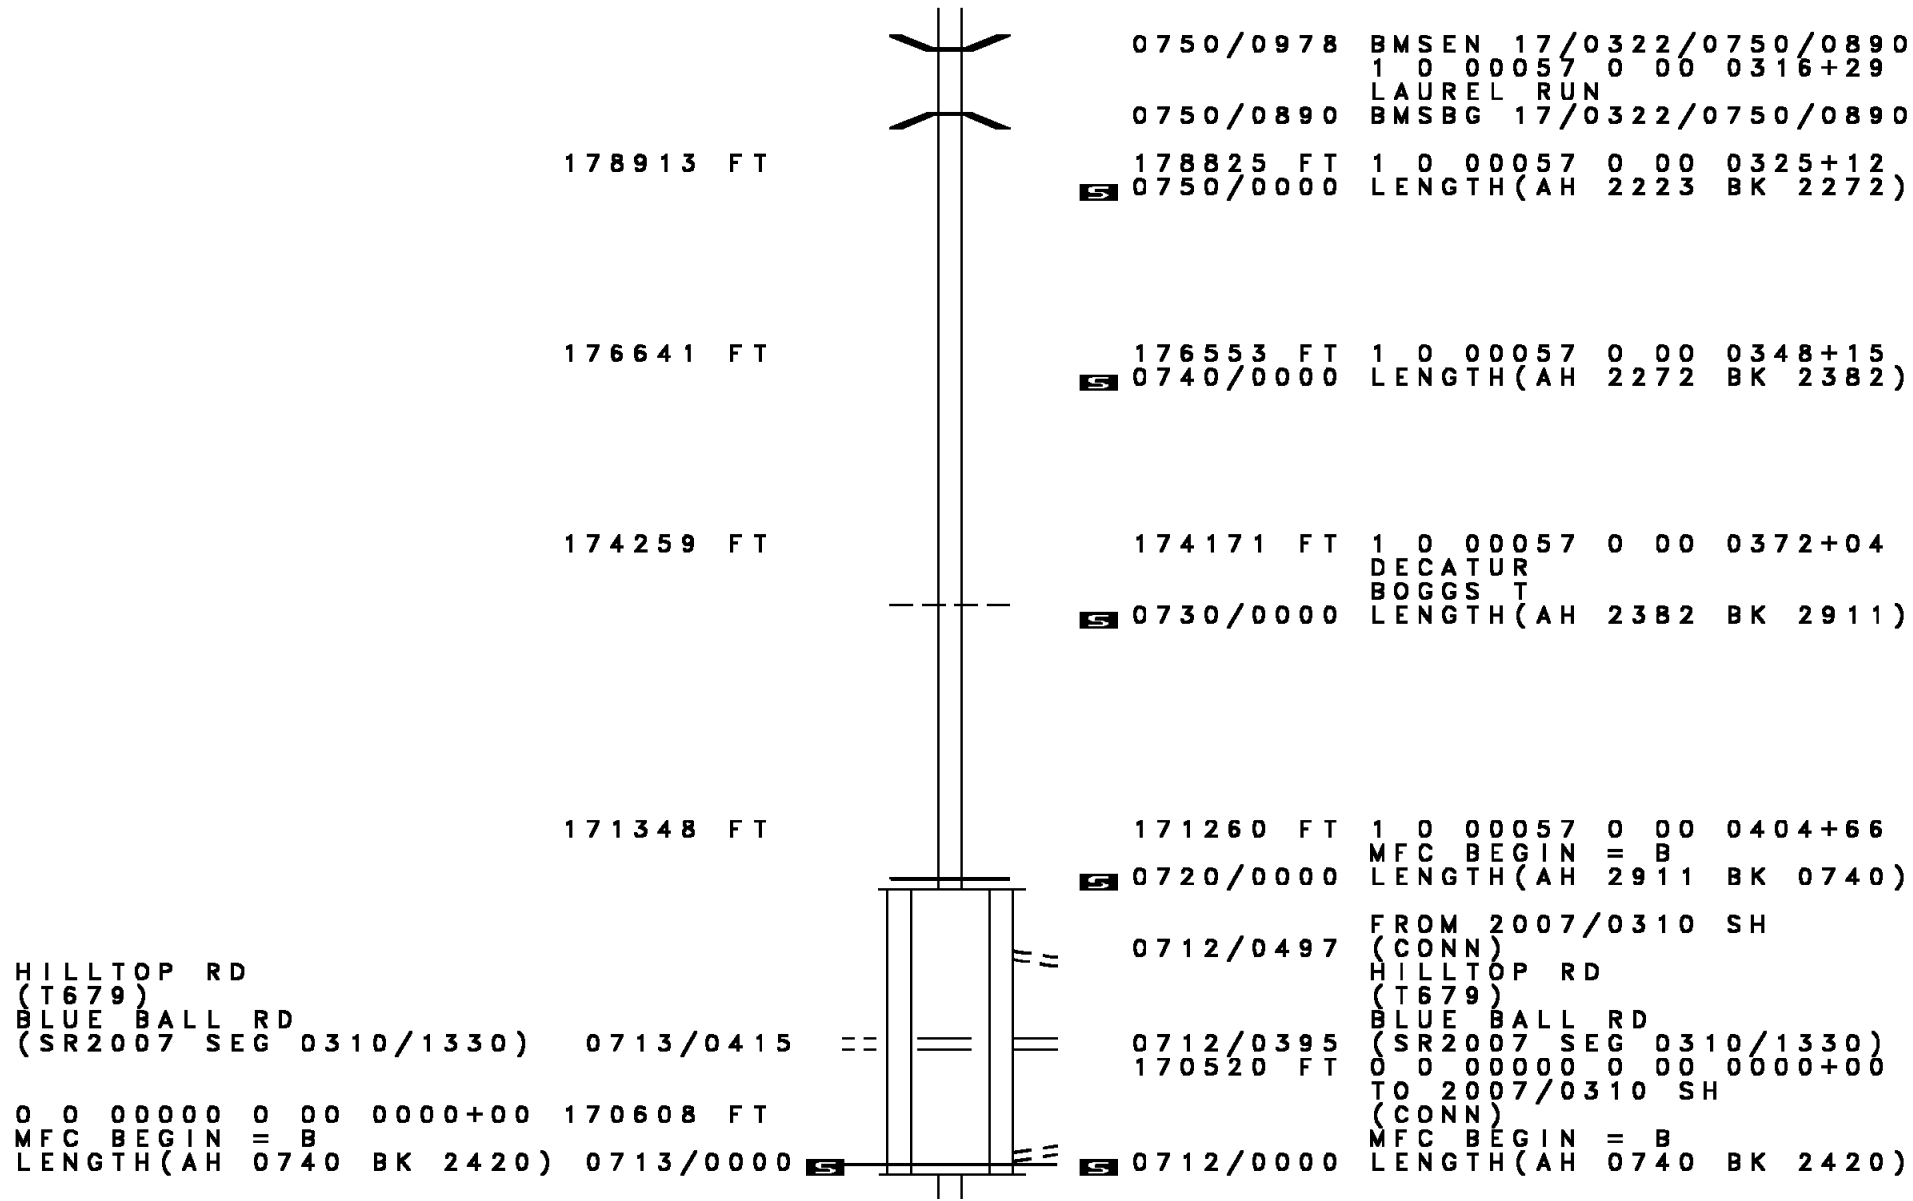 0750/0978 BMSEN 17/0322/0750/0890
1 0 00057 0 00 0316+29
LAUREL RUN
0750/0890 BMSBG 17/0322/0750/0890
178913 FT 178825 FT 1 0 00057 0 00 0325+12
S 0750/0000 LENGTH(AH 2223 BK 2272)
176641 FT 176553 FT 1 0 00057 0 00 0348+15
S 0740/0000 LENGTH(AH 2272 BK 2382)
174259 FT 174171 FT 1 0 00057 0 00 0372+04
DECATUR
BOGGS T
S 0730/0000 LENGTH(AH 2382 BK 2911)
171348 FT 171260 FT 1 0 00057 0 00 0404+66
MFC BEGIN = B
S 0720/0000 LENGTH(AH 2911 BK 0740)
FROM 2007/0310 SH
0712/0497 (CONN)
HILLTOP RD HILLTOP RD
(T679) (T679)
BLUE BALL RD BLUE BALL RD
(SR2007 SEG 0310/1330) 0713/0415 0712/0395 (SR2007 SEG 0310/1330)
170520 FT 0 0 00000 0 00 0000+00
TO 2007/0310 SH
0 0 00000 0 00 0000+00 170608 FT (CONN)
MFC BEGIN = B MFC BEGIN = B
LENGTH(AH 0740 BK 2420) 0713/0000 S S 0712/0000 LENGTH(AH 0740 BK 2420)